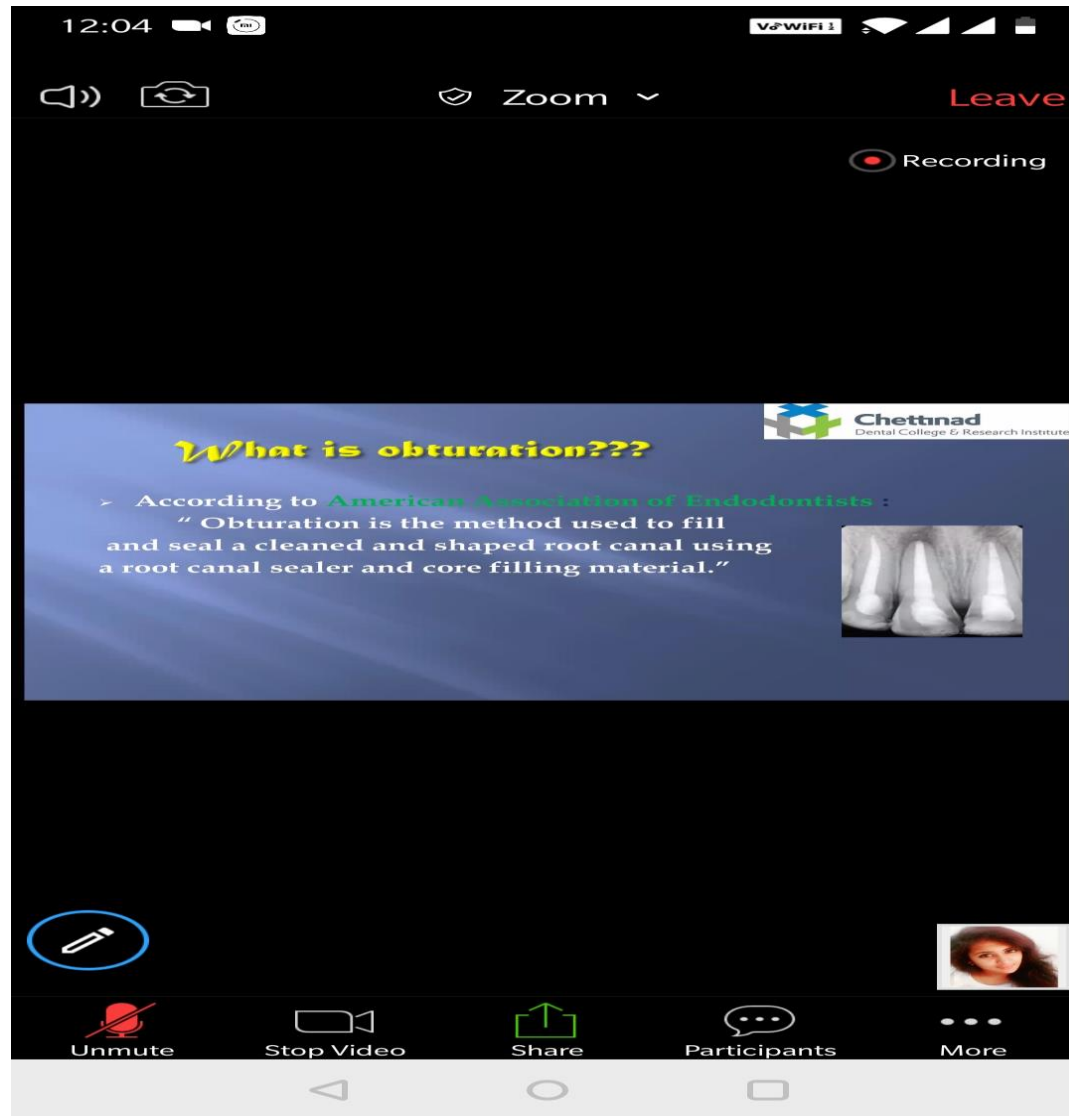 12:04
VoWiFi 1
Zoom
Leave
Recording
Chettinad
Dental College & Research Institute
What is obturation???
➢ According to American Association of Endodontists :
“ Obturation is the method used to fill
and seal a cleaned and shaped root canal using
a root canal sealer and core filling material.”
Unmute
Stop Video
Share
Participants
More